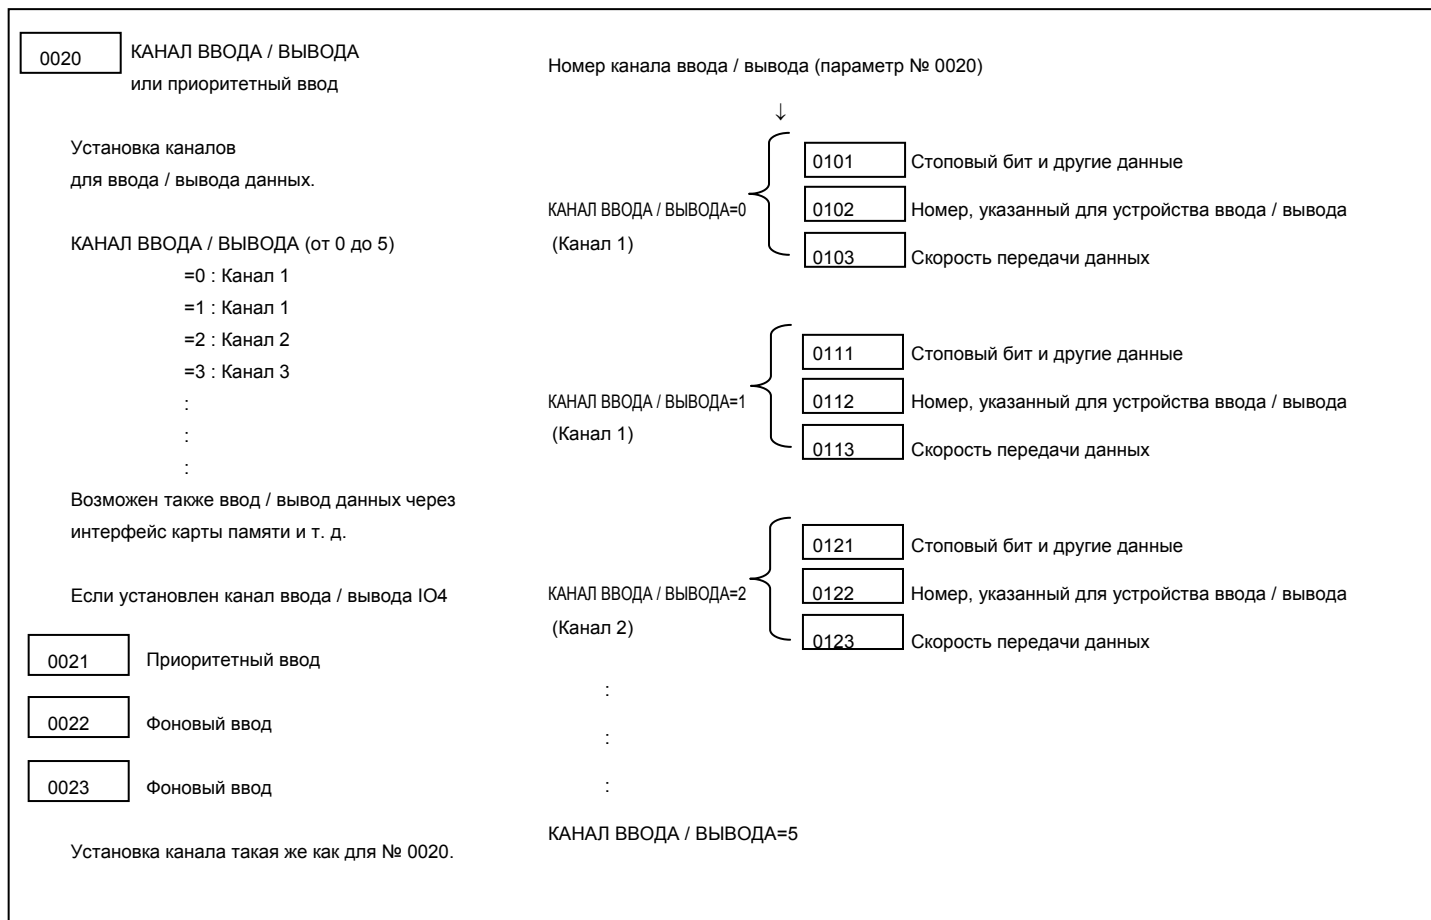 0020
КАНАЛ ВВОДА / ВЫВОДА
или приоритетный ввод
Установка каналов
для ввода / вывода данных.
КАНАЛ ВВОДА / ВЫВОДА (от 0 до 5)
=0 : Канал 1
=1 : Канал 1
=2 : Канал 2
=3 : Канал 3
:
:
:
Возможен также ввод / вывод данных через
интерфейс карты памяти и т. д.
Если установлен канал ввода / вывода IO4
0021 Приоритетный ввод
0022 Фоновый ввод
0023 Фоновый ввод
Установка канала такая же как для № 0020.
Номер канала ввода / вывода (параметр № 0020)
↓
КАНАЛ ВВОДА / ВЫВОДА=0
(Канал 1)
0101 Стоповый бит и другие данные
0102 Номер, указанный для устройства ввода / вывода
0103 Скорость передачи данных
КАНАЛ ВВОДА / ВЫВОДА=1
(Канал 1)
0111 Стоповый бит и другие данные
0112 Номер, указанный для устройства ввода / вывода
0113 Скорость передачи данных
КАНАЛ ВВОДА / ВЫВОДА=2
(Канал 2)
0121 Стоповый бит и другие данные
0122 Номер, указанный для устройства ввода / вывода
0123 Скорость передачи данных
:
:
:
КАНАЛ ВВОДА / ВЫВОДА=5